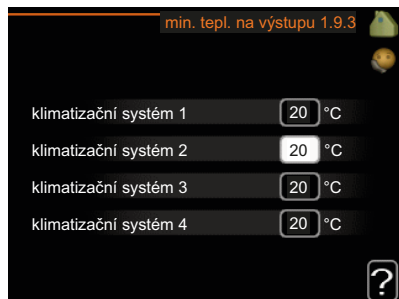 min. tepl. na výstupu 1.9.3
klimatizační systém 1 20 °C
klimatizační systém 2 20 °C
klimatizační systém 3 20 °C
klimatizační systém 4 20 °C
?